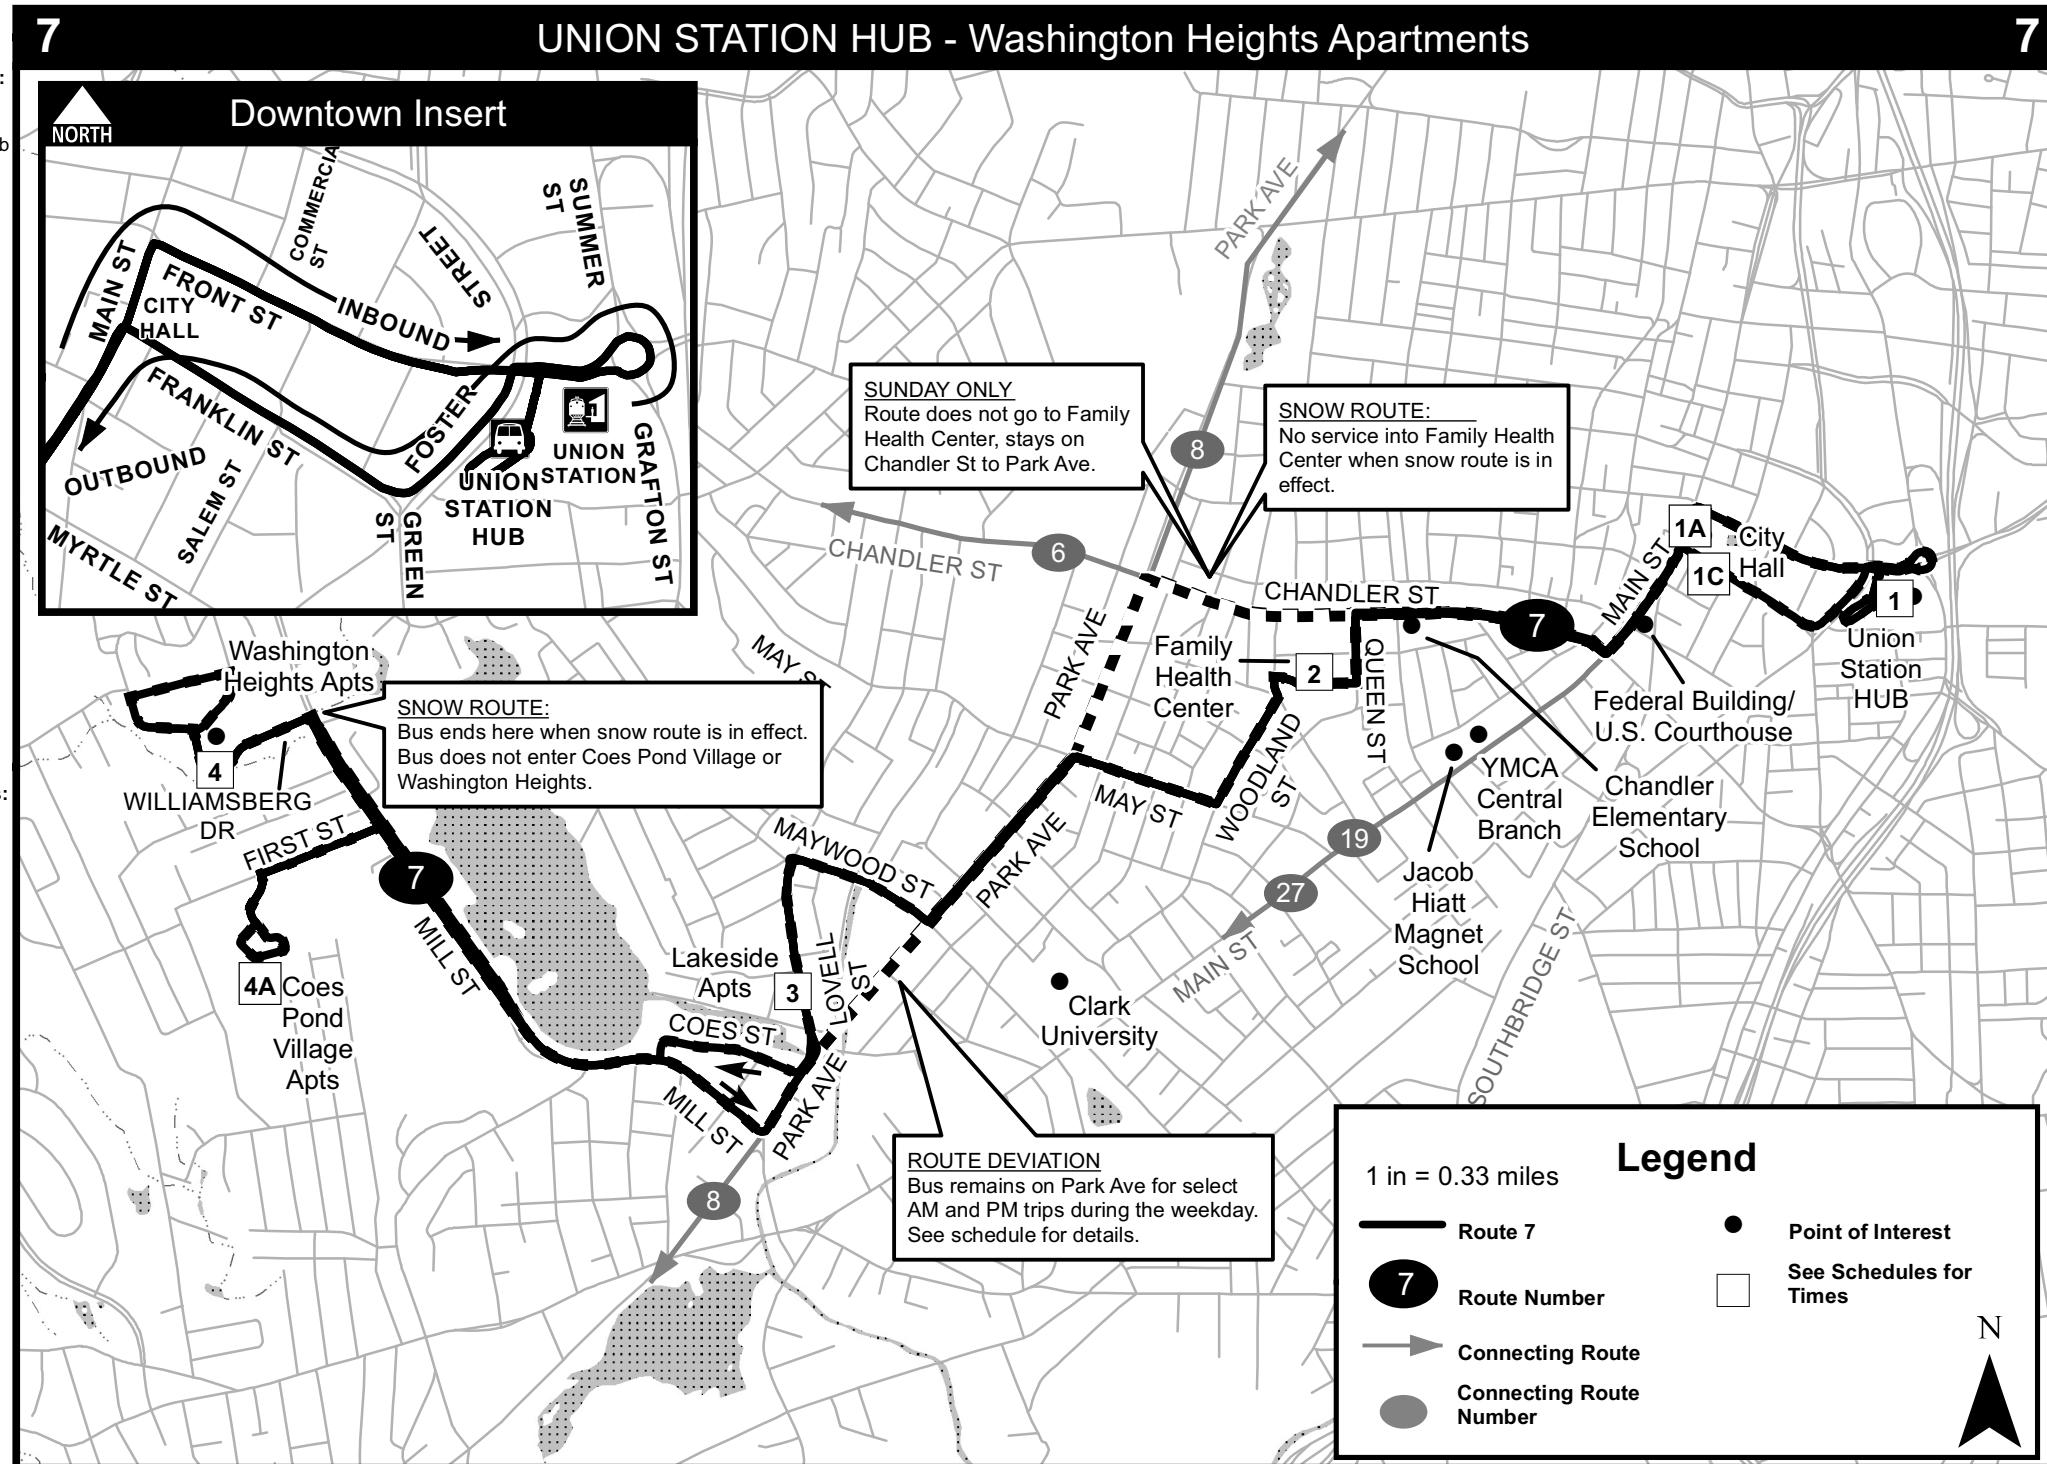 7
UNION STATION HUB - Washington Heights Apartments
7
:
b
s:
NORTH
Downtown Insert
COMMERCIA
ST
SUMMER
ST
STREET
MAIN ST
FRONT ST
CITY
HALL
INBOUND
FRANKLIN ST
FOSTER
OUTBOUND
SALEM ST
MYRTLE ST
GREEN
ST
UNION
STATION
UNION
STATION
HUB
GRAFTON ST
PARK AVE
SUNDAY ONLY
Route does not go to Family
Health Center, stays on
Chandler St to Park Ave.
8
SNOW ROUTE:
No service into Family Health
Center when snow route is in
effect.
6
CHANDLER ST
CHANDLER ST
7
MAIN ST
1A
City
Hall
1C
1
Union
Station
HUB
PARK AVE
Family
Health
Center
2
QUEEN ST
Federal Building/
U.S. Courthouse
MAY ST
Washington
Heights Apts
SNOW ROUTE:
Bus ends here when snow route is in effect.
Bus does not enter Coes Pond Village or
Washington Heights.
4
WILLIAMSBERG
DR
FIRST ST
7
MILL ST
4A
Coes
Pond
Village
Apts
MAYWOOD ST
PARK AVE
MAY ST
WOODLAND
ST
YMCA
Central
Branch
Chandler
Elementary
School
19
27
MAIN ST
Jacob
Hiatt
Magnet
School
SOUTHBRIDGE ST
Lakeside
Apts
3
LOVELL
ST
COES ST
MILL ST
PARK AVE
Clark
University
8
ROUTE DEVIATION
Bus remains on Park Ave for select
AM and PM trips during the weekday.
See schedule for details.
Legend
1 in = 0.33 miles
Route 7
Point of Interest
7
Route Number
See Schedules for
Times
Connecting Route
Connecting Route
Number
N